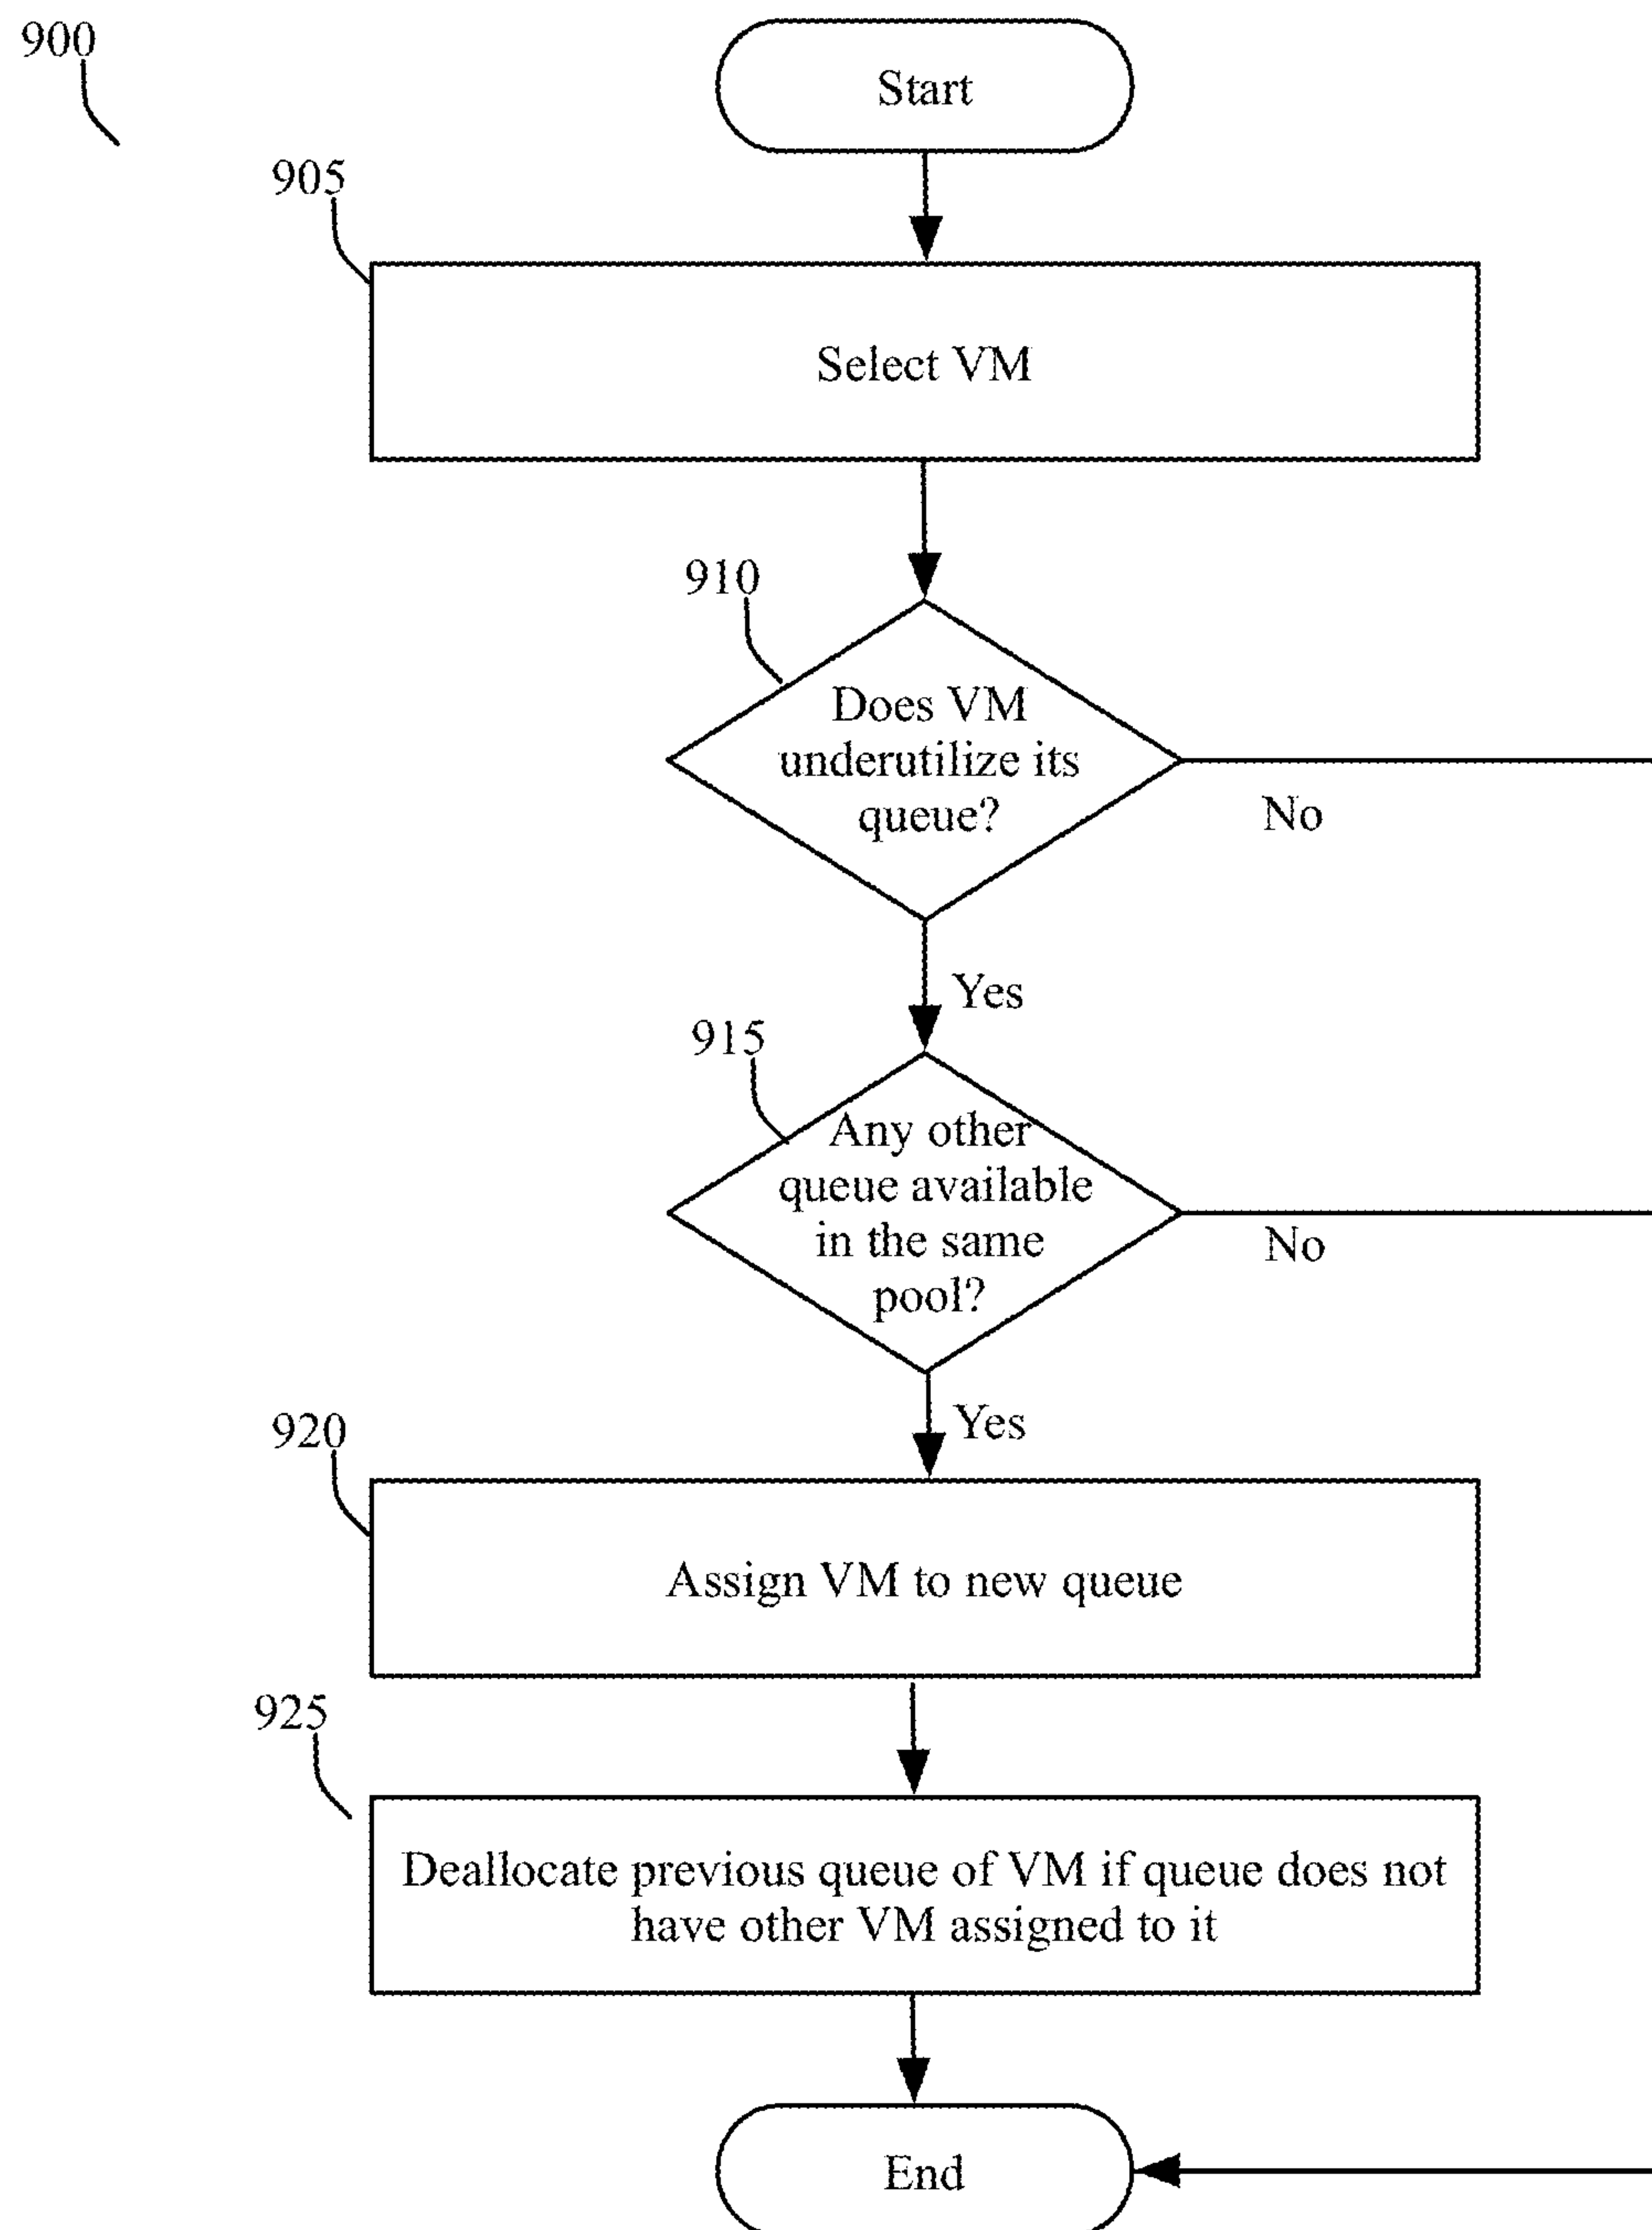 900
Start
905
Select VM
910
Does VM
underutilize its
queue?
No
Yes
915
Any other
queue available
in the same
pool?
No
Yes
920
Assign VM to new queue
925
Deallocate previous queue of VM if queue does not
have other VM assigned to it
End